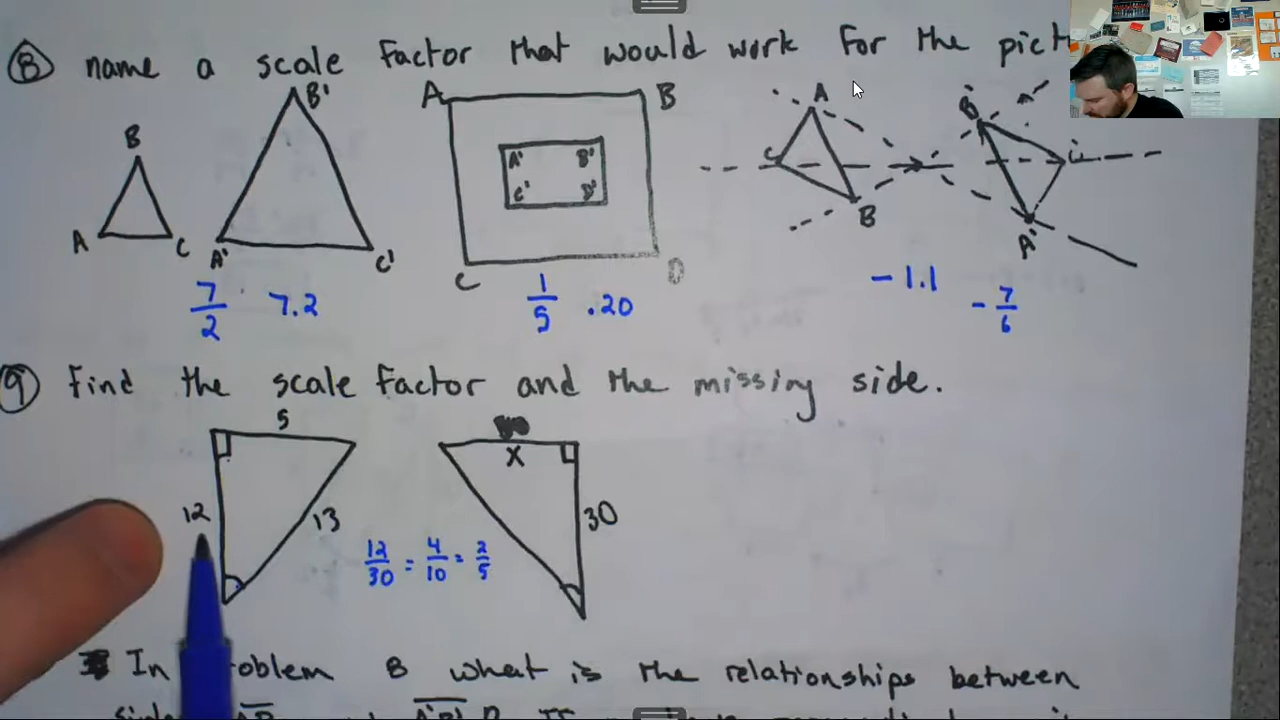 8 name a scale factor that would work for the pict
B B' A B A B'
A' B' C C'
C' D' B
A C A' C' C D A'
7/2 7.2 1/5 .20 -1.1 -7/6
9 Find the scale factor and the missing side.
5 X
12 13 30
12/30 = 4/10 = 2/5
In oblem 8 what is the relationships between